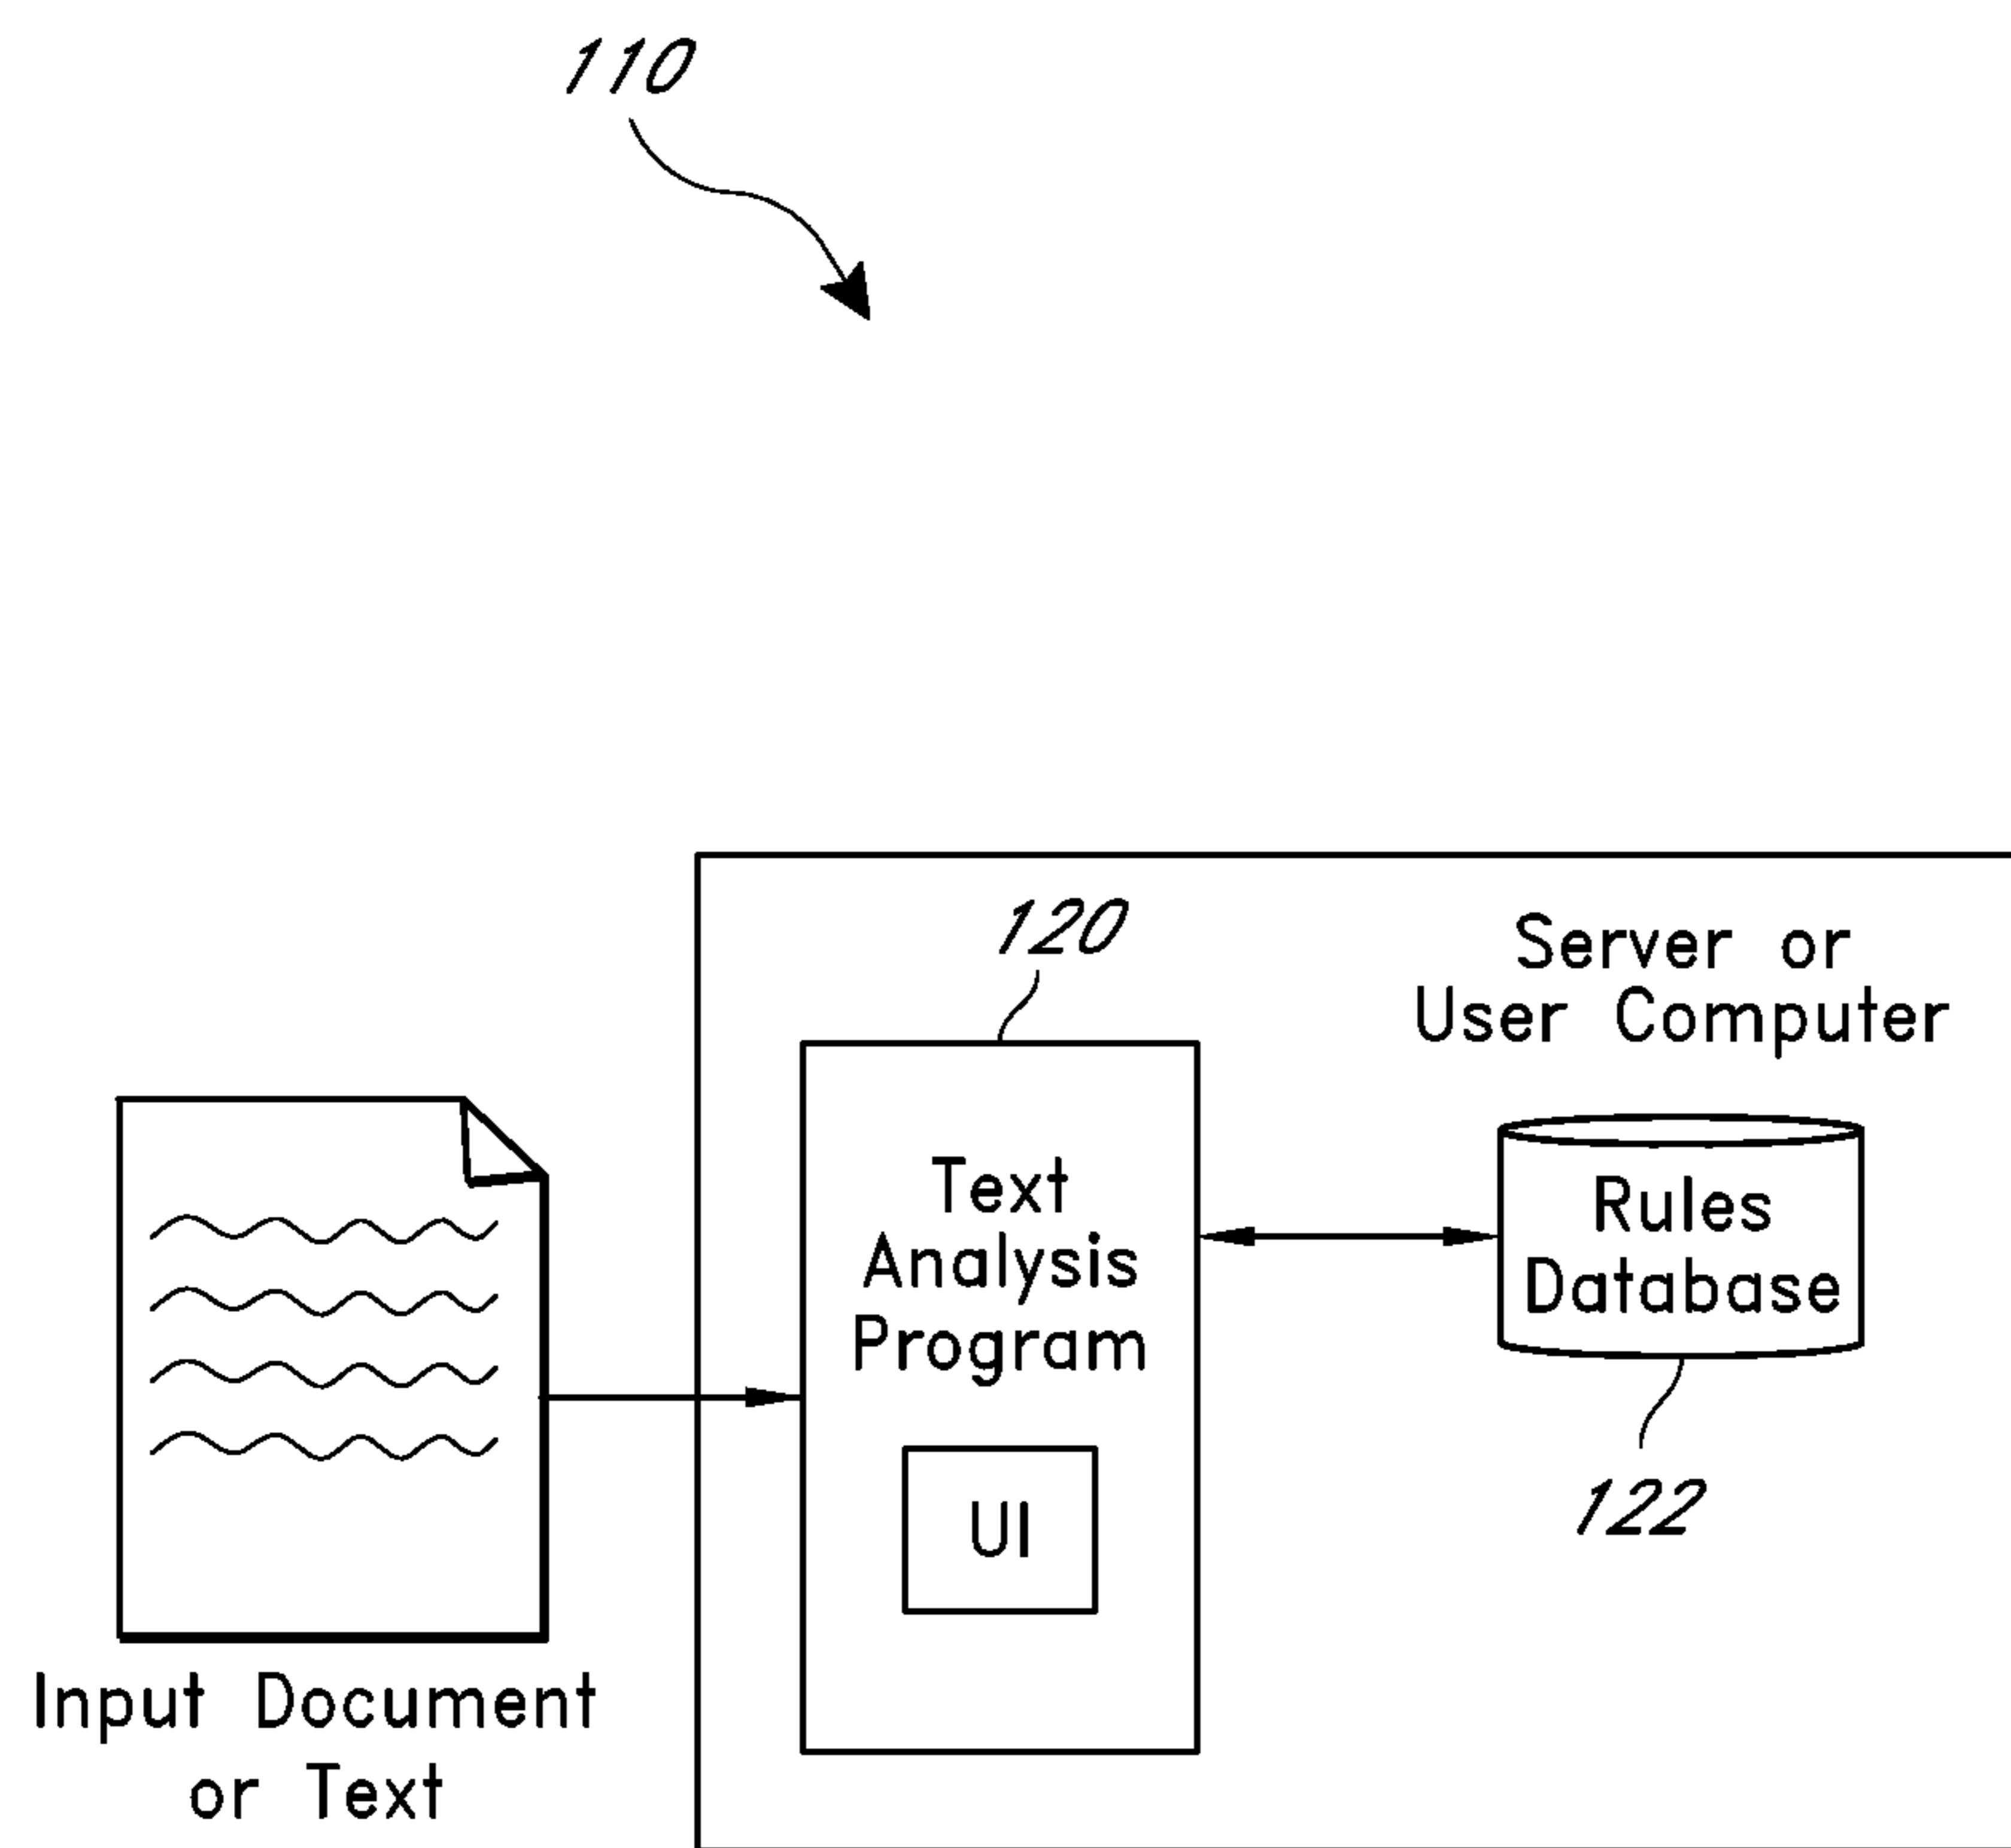 110
120
Server or
User Computer
Text
Analysis
Program
Rules
Database
UI
122
Input Document
or Text